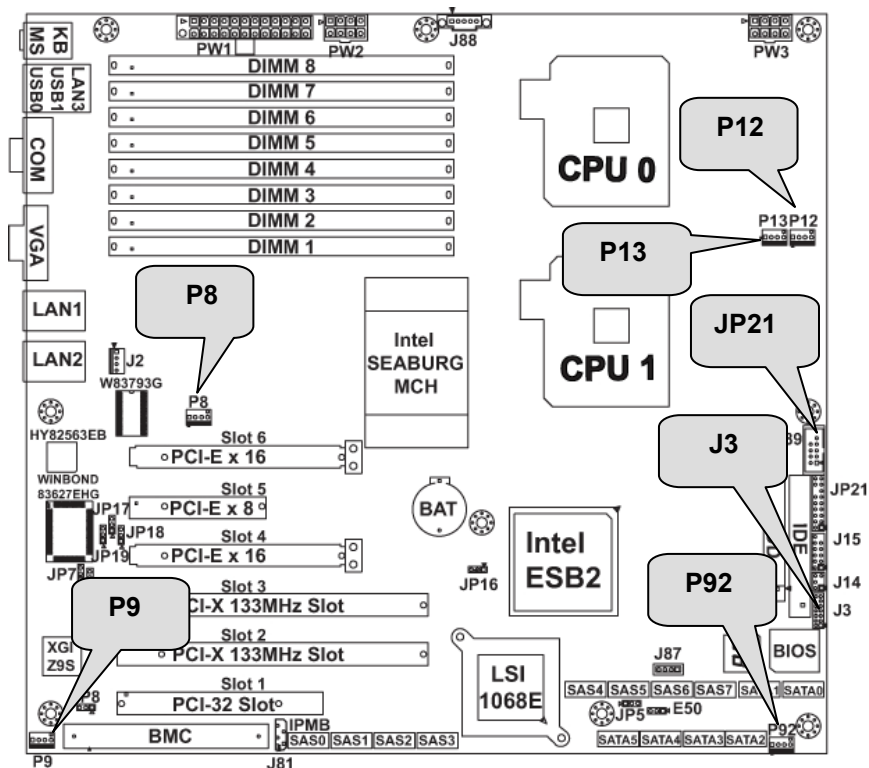 PW1
PW2
J88
PW3
KB
MS
LAN3
USB1
USB0
COM
VGA
LAN1
LAN2
DIMM 8
DIMM 7
DIMM 6
DIMM 5
DIMM 4
DIMM 3
DIMM 2
DIMM 1
CPU 0
P12
P13 P12
P13
CPU 1
P8
JP21
Intel
SEABURG
MCH
J2
W83793G
P8
HY82563EB
WINBOND
83627EHG
Slot 6
PCI-E x 16
Slot 5
PCI-E x 8
Slot 4
PCI-E x 16
Slot 3
PCI-X 133MHz Slot
Slot 2
PCI-X 133MHz Slot
Slot 1
PCI-32 Slot
JP17
JP18
JP19
JP7
P9
BAT
JP16
Intel
ESB2
J3
P92
JP21
J15
J14
J3
IDE
XGI
Z9S
BMC
P9
IPMB
J81
SAS0 SAS1 SAS2 SAS3
LSI
1068E
J87
BIOS
SAS4 SAS5 SAS6 SAS7
SATA0
JP5
E50
SATA5 SATA4 SATA3 SATA2
P92